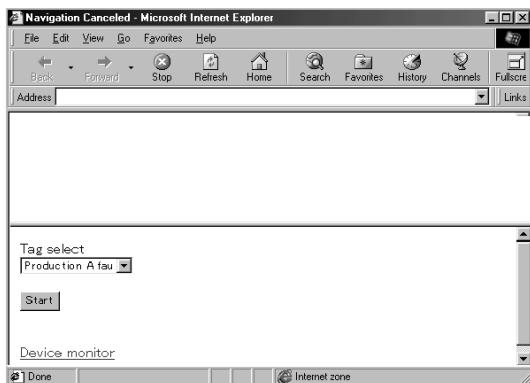 Navigation Canceled - Microsoft Internet Explorer
File Edit View Go Favorites Help
Back Forward Stop Refresh Home Search Favorites History Channels Fullscre
Address Links
Tag select
Production A fau
Start
Device monitor
Done Internet zone